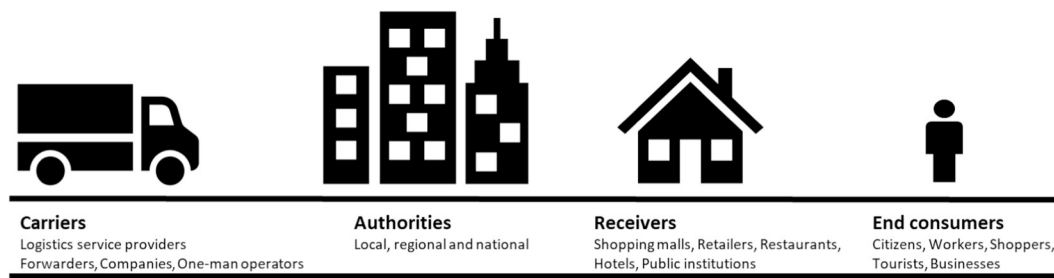 Carriers
Logistics service providers
Forwarders, Companies, One-man operators
Authorities
Local, regional and national
Receivers
Shopping malls, Retailers, Restaurants,
Hotels, Public institutions
End consumers
Citizens, Workers, Shoppers,
Tourists, Businesses